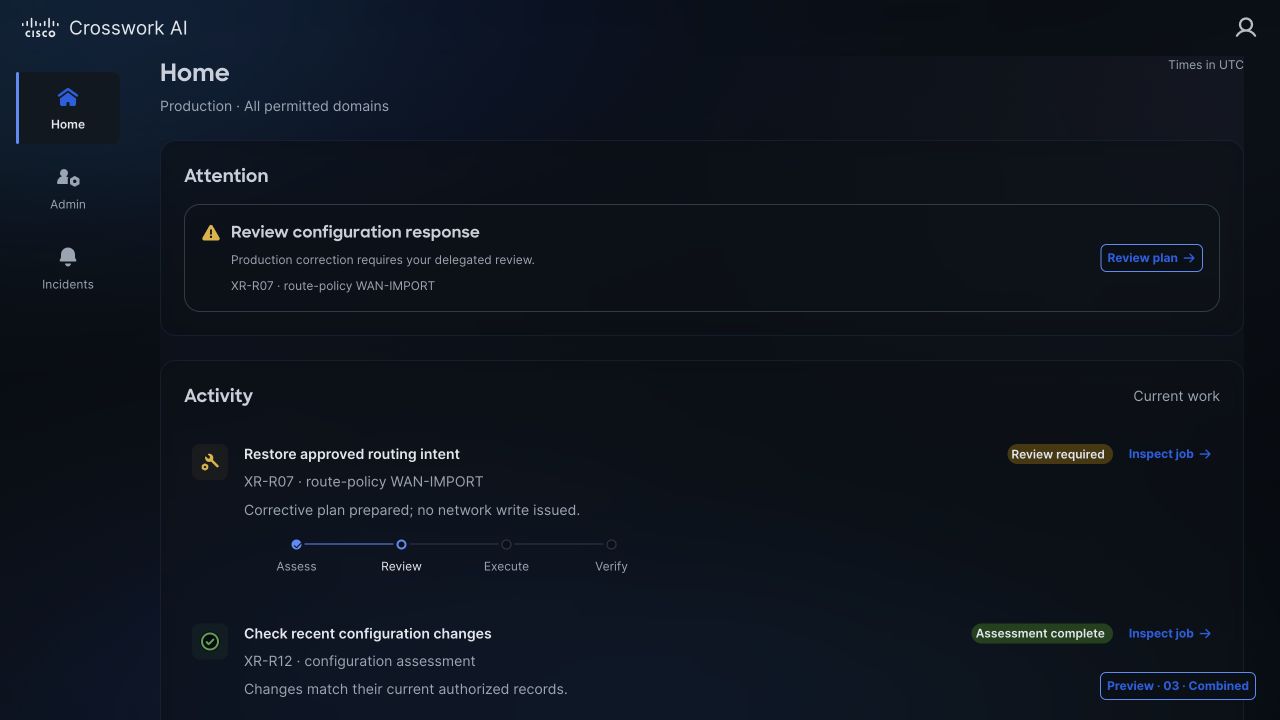 CISCO Crosswork AI
Times in UTC
Home
Production · All permitted domains
Home
Admin
Incidents
Attention
Review configuration response
Production correction requires your delegated review.
XR-R07 · route-policy WAN-IMPORT
Review plan →
Activity
Current work
Restore approved routing intent
Review required
Inspect job →
XR-R07 · route-policy WAN-IMPORT
Corrective plan prepared; no network write issued.
Assess Review Execute Verify
Check recent configuration changes
Assessment complete
Inspect job →
XR-R12 · configuration assessment
Changes match their current authorized records.
Preview · 03 · Combined